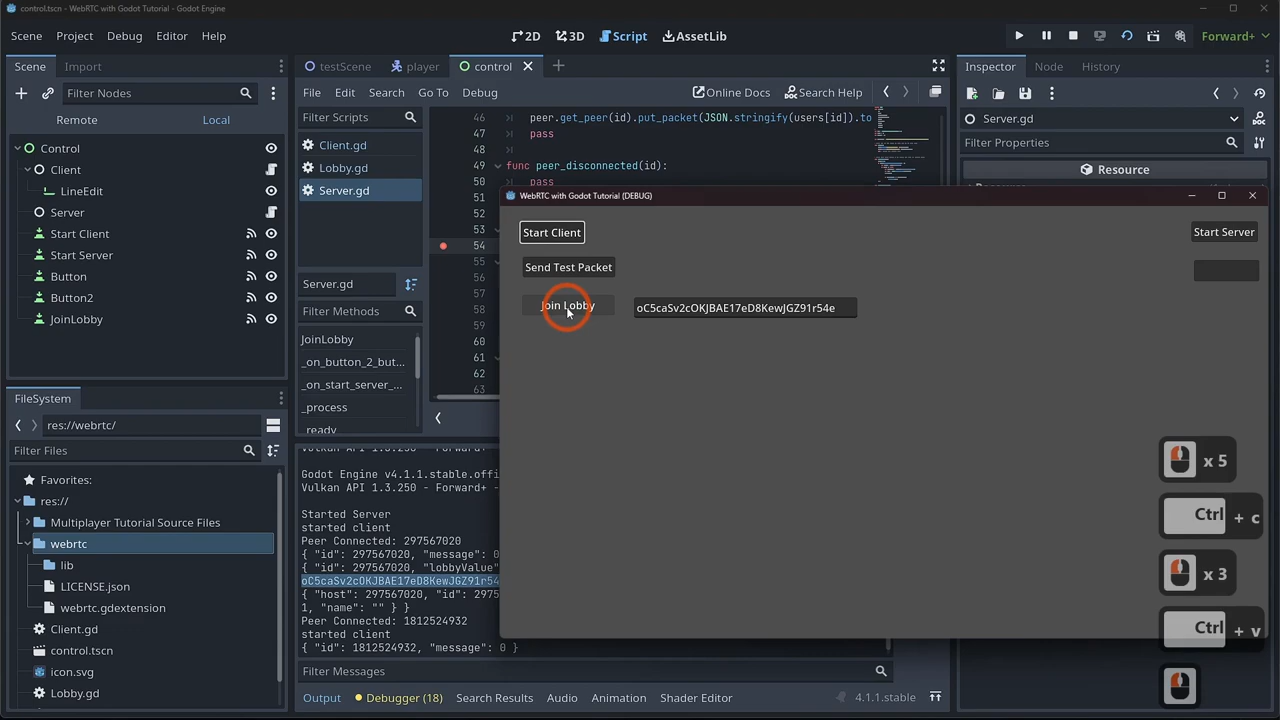 control.tscn - WebRTC with Godot Tutorial - Godot Engine
Scene Project Debug Editor Help
2D 3D Script AssetLib
Forward+
Scene Import
Filter Nodes
Remote Local
Control
Client
LineEdit
Server
Start Client
Start Server
Button
Button2
JoinLobby
FileSystem
res://webrtc/
Filter Files
Favorites:
res://
Multiplayer Tutorial Source Files
webrtc
lib
LICENSE.json
webrtc.gdextension
Client.gd
control.tscn
icon.svg
Lobby.gd
testScene player control
File Edit Search Go To Debug Online Docs Search Help
Filter Scripts
Client.gd
Lobby.gd
Server.gd
Server.gd
Filter Methods
JoinLobby
_on_button_2_but...
_on_start_server_...
_process
_ready
46 peer.get_peer(id).put_packet(JSON.stringify(users[id]).to
47 pass
48
49 func peer_disconnected(id):
50 pass
51
52
53
54
55
56
57
58
59
60
61
62
63
Godot Engine v4.1.1.stable.offi
Vulkan API 1.3.250 - Forward+ -
Started Server
started client
Peer Connected: 297567020
{ "id": 297567020, "message": 0
{ "id": 297567020, "lobbyValue"
oC5caSv2cOKJBAE17eD8KewJGZ91r54
{ "host": 297567020, "id": 2975
1, "name": "" } }
Peer Connected: 1812524932
started client
{ "id": 1812524932, "message": 0 }
Filter Messages
Output Debugger (18) Search Results Audio Animation Shader Editor
4.1.1.stable
Inspector Node History
Server.gd
Filter Properties
Resource
WebRTC with Godot Tutorial (DEBUG)
Start Client
Start Server
Send Test Packet
Join Lobby
oC5caSv2cOKJBAE17eD8KewJGZ91r54e
x 5
Ctrl + c
x 3
Ctrl + v